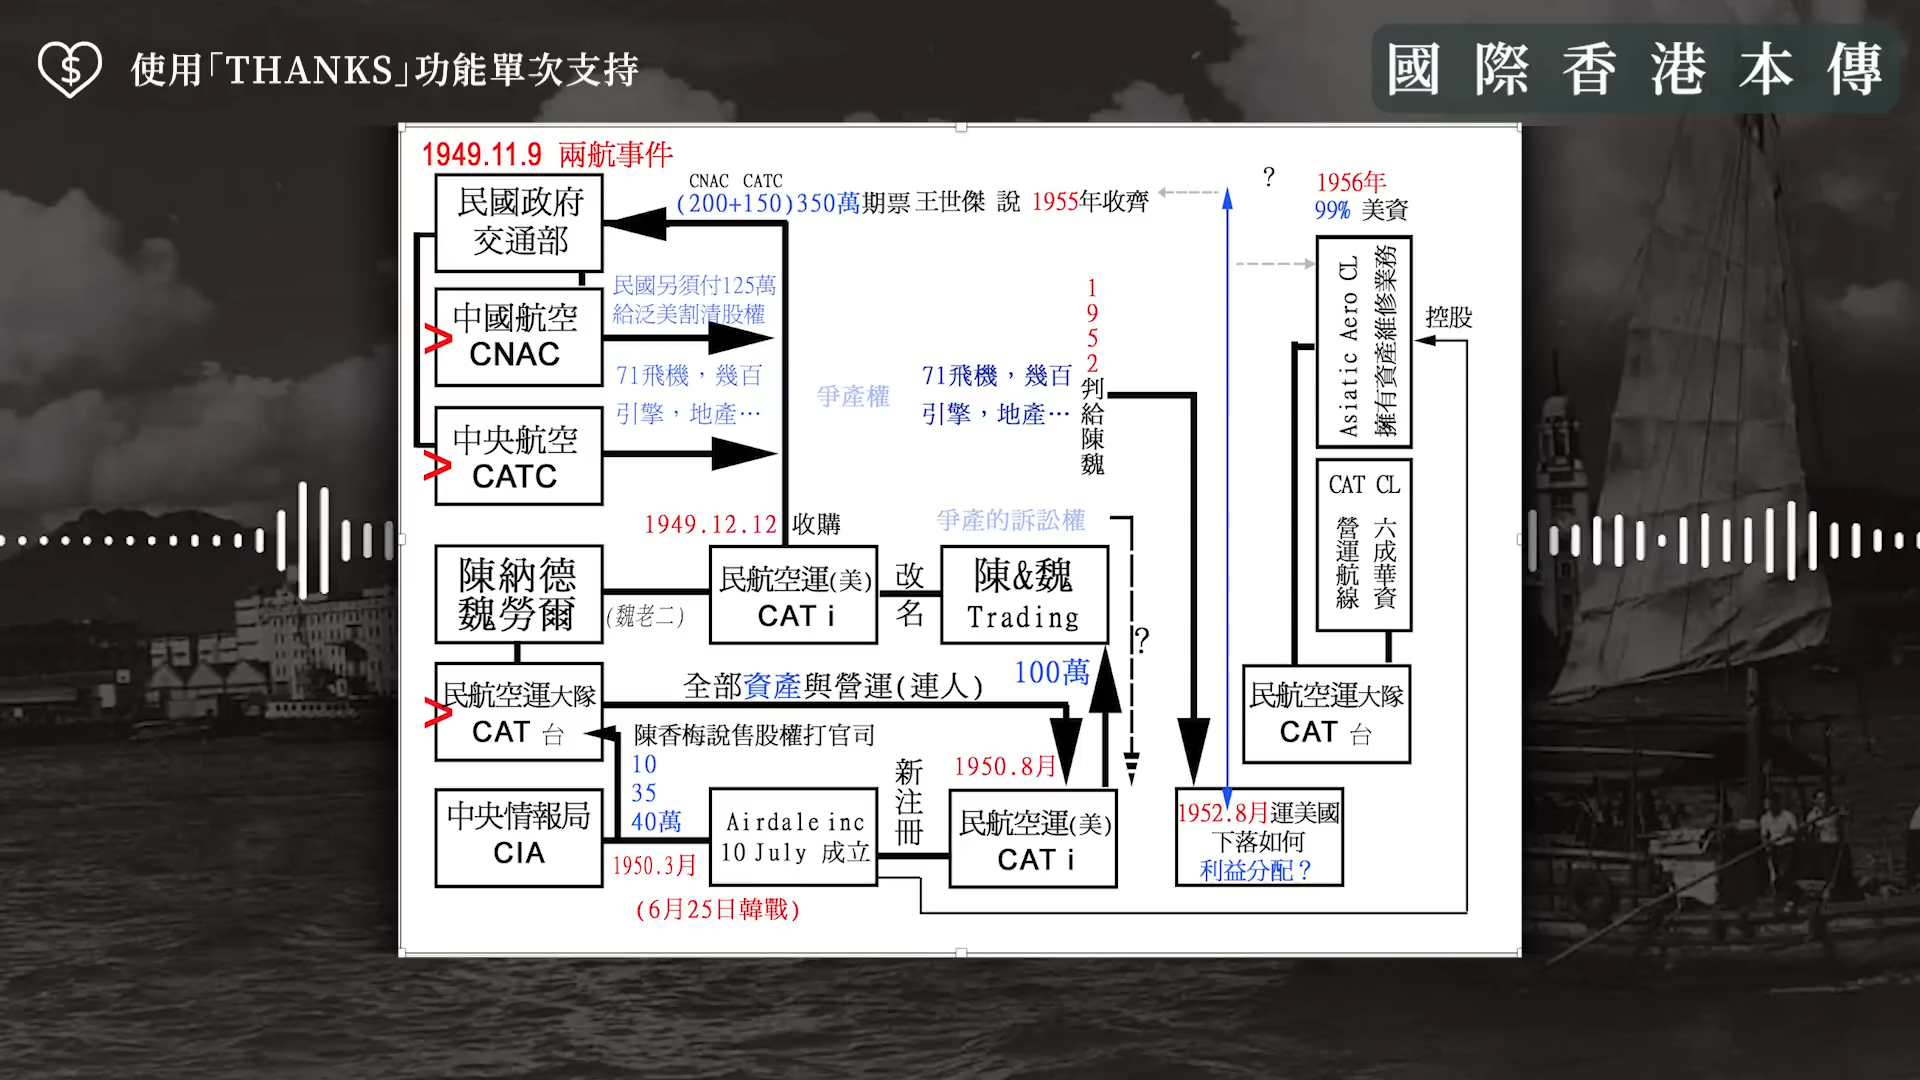 使用「THANKS」功能單次支持
國際香港本傳
1949.11.9 兩航事件
民國政府
交通部
CNAC CATC
(200+150)350萬期票 王世傑 說 1955年收齊
?
1956年
99% 美資
民國另須付125萬
給泛美割清股權
中國航空
CNAC
71飛機，幾百
引擎，地產…
中央航空
CATC
爭產權
71飛機，幾百
引擎，地產…
1952判給陳魏
Asiatic Aero CL
擁有資產維修業務
控股
CAT CL
六成華資
營運航線
1949.12.12 收購
爭產的訴訟權
陳納德
魏勞爾
(魏老二)
民航空運(美)
CAT i
改名
陳&魏
Trading
?
100萬
民航空運大隊
CAT 台
全部資產與營運(連人)
陳香梅說售股權打官司
10
35
40萬
民航空運大隊
CAT 台
中央情報局
CIA
1950.3月
(6月25日韓戰)
Airdale inc
10 July 成立
新注冊
1950.8月
民航空運(美)
CAT i
1952.8月運美國
下落如何
利益分配？